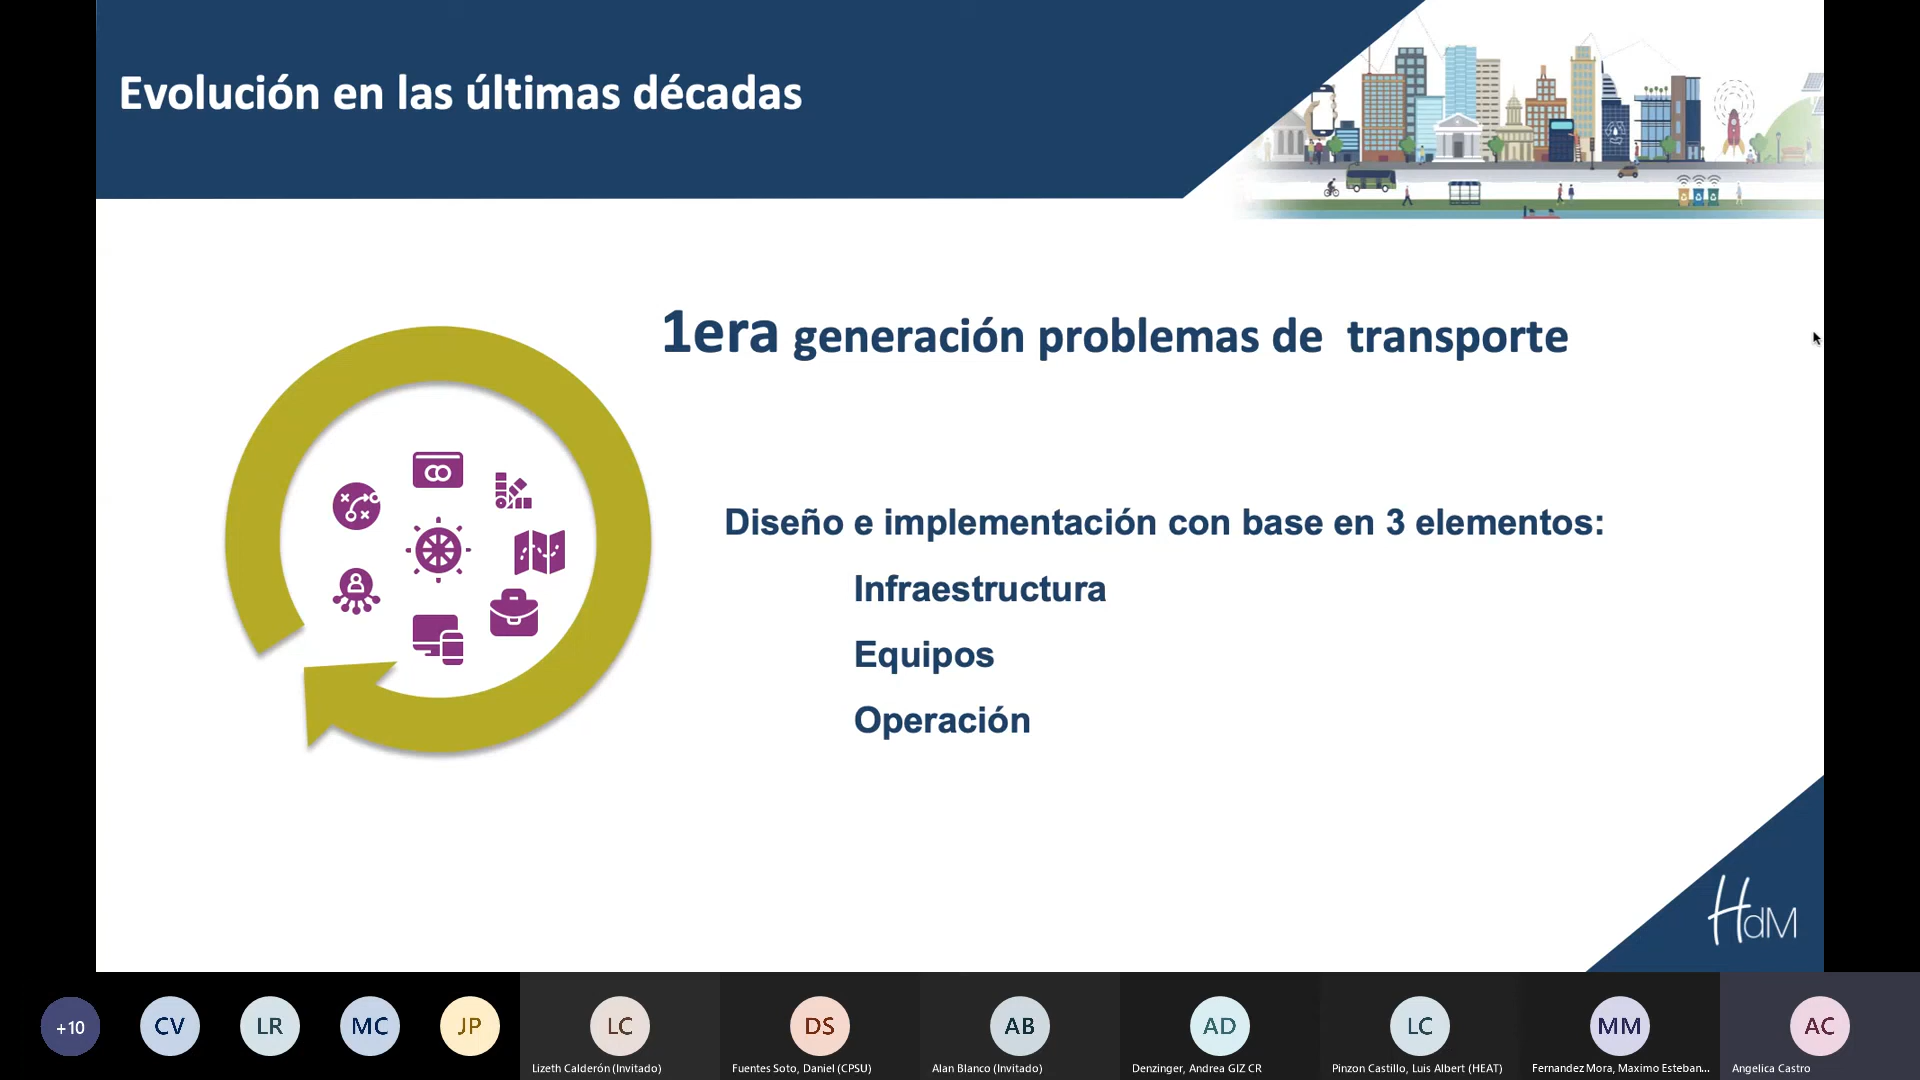 Evolución en las últimas décadas
1era generación problemas de transporte
Diseño e implementación con base en 3 elementos:
Infraestructura
Equipos
Operación
HdM
+10
CV
LR
MC
JP
LC
DS
AB
AD
LC
MM
AC
Lizeth Calderón (Invitado)
Fuentes Soto, Daniel (CPSU)
Alan Blanco (Invitado)
Denzinger, Andrea GIZ CR
Pinzon Castillo, Luis Albert (HEAT)
Fernandez Mora, Maximo Esteban...
Angelica Castro